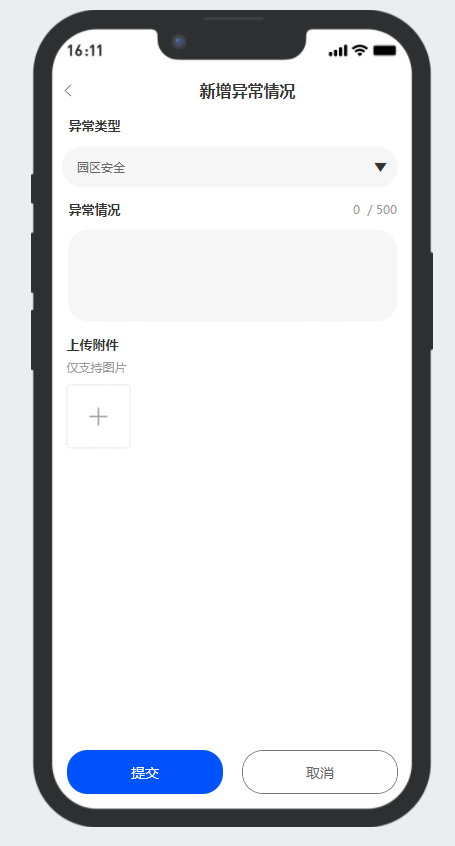 16:11
新增异常情况
异常类型
园区安全
异常情况 0 / 500
上传附件
仅支持图片
提交 取消